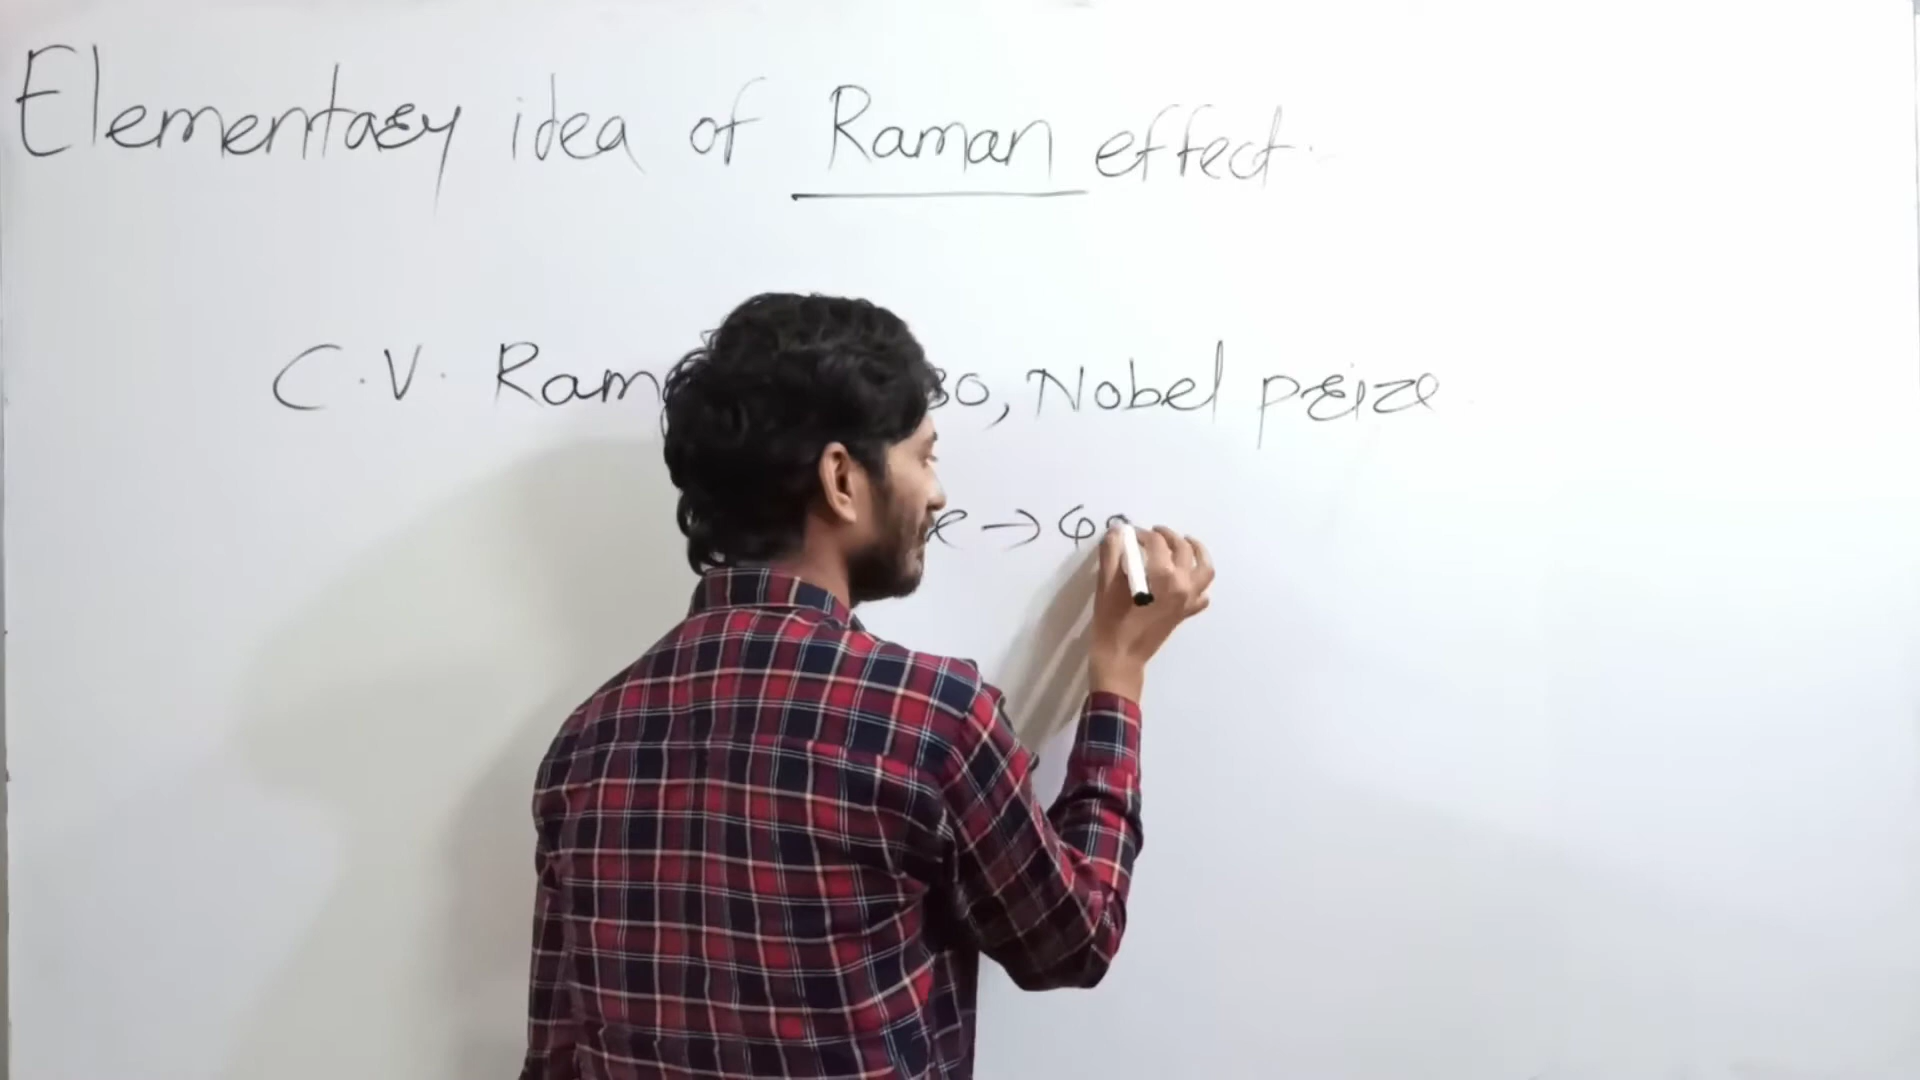 Elementary idea of Raman effect.
C.V. Ram 30, Nobel prize
e →